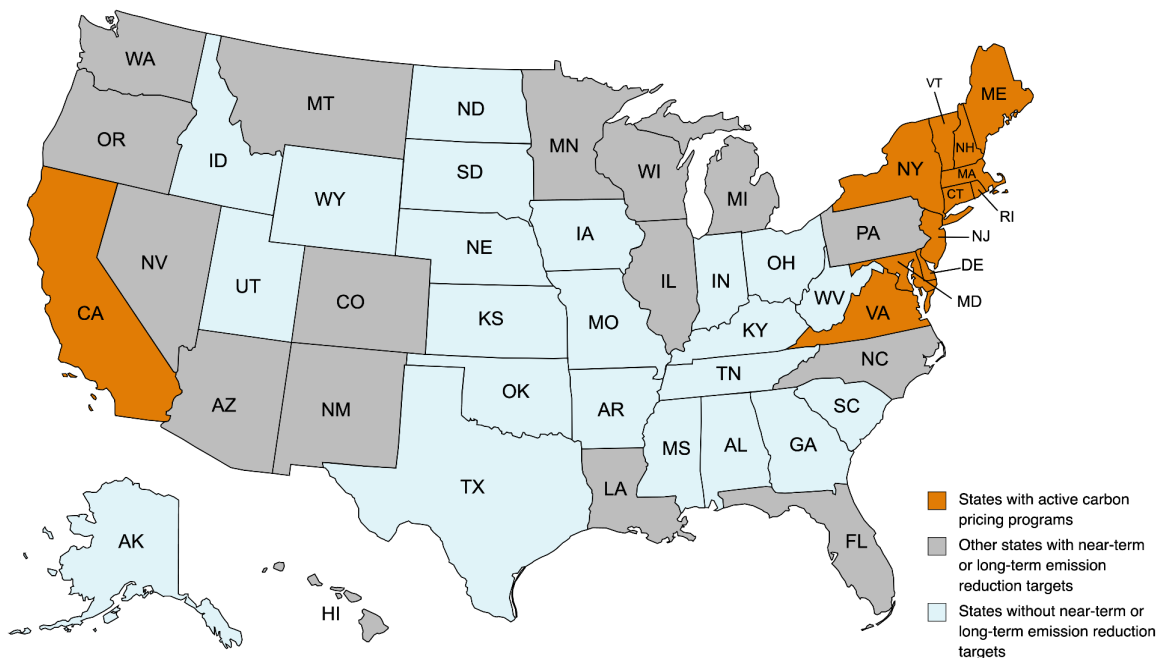 WA
MT
ND
MN
VT
ME
OR
ID
SD
WI
NH
WY
MI
NY
MA
CT
RI
NE
IA
PA
NJ
NV
UT
CO
IL
IN
OH
DE
CA
KS
MO
WV
MD
VA
KY
NC
AZ
NM
OK
AR
TN
SC
MS
AL
GA
TX
LA
AK
FL
HI
States with active carbon
pricing programs
Other states with near-term
or long-term emission
reduction targets
States without near-term or
long-term emission reduction
targets